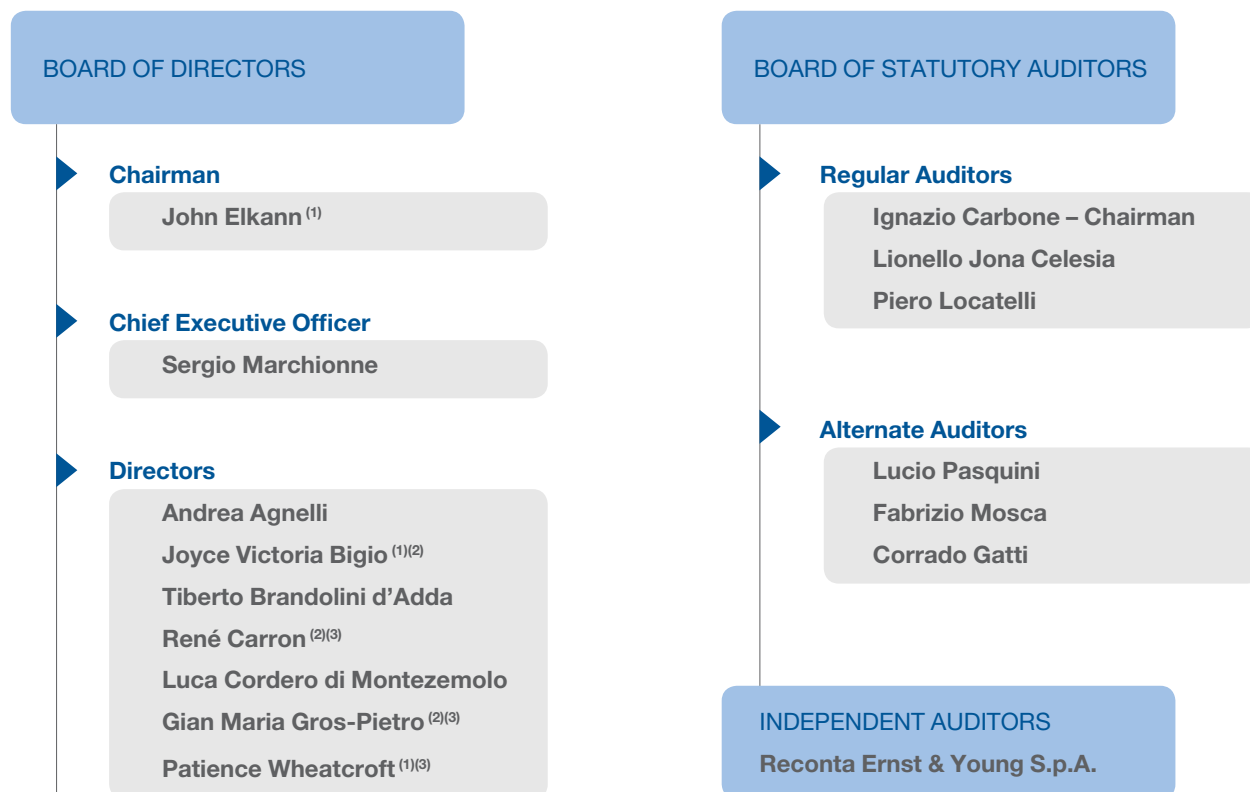 BOARD OF DIRECTORS
Chairman
John Elkann (1)
Chief Executive Officer
Sergio Marchionne
Directors
Andrea Agnelli
Joyce Victoria Bigio (1)(2)
Tiberto Brandolini d’Adda
René Carron (2)(3)
Luca Cordero di Montezemolo
Gian Maria Gros-Pietro (2)(3)
Patience Wheatcroft (1)(3)
BOARD OF STATUTORY AUDITORS
Regular Auditors
Ignazio Carbone – Chairman
Lionello Jona Celesia
Piero Locatelli
Alternate Auditors
Lucio Pasquini
Fabrizio Mosca
Corrado Gatti
INDEPENDENT AUDITORS
Reconta Ernst & Young S.p.A.